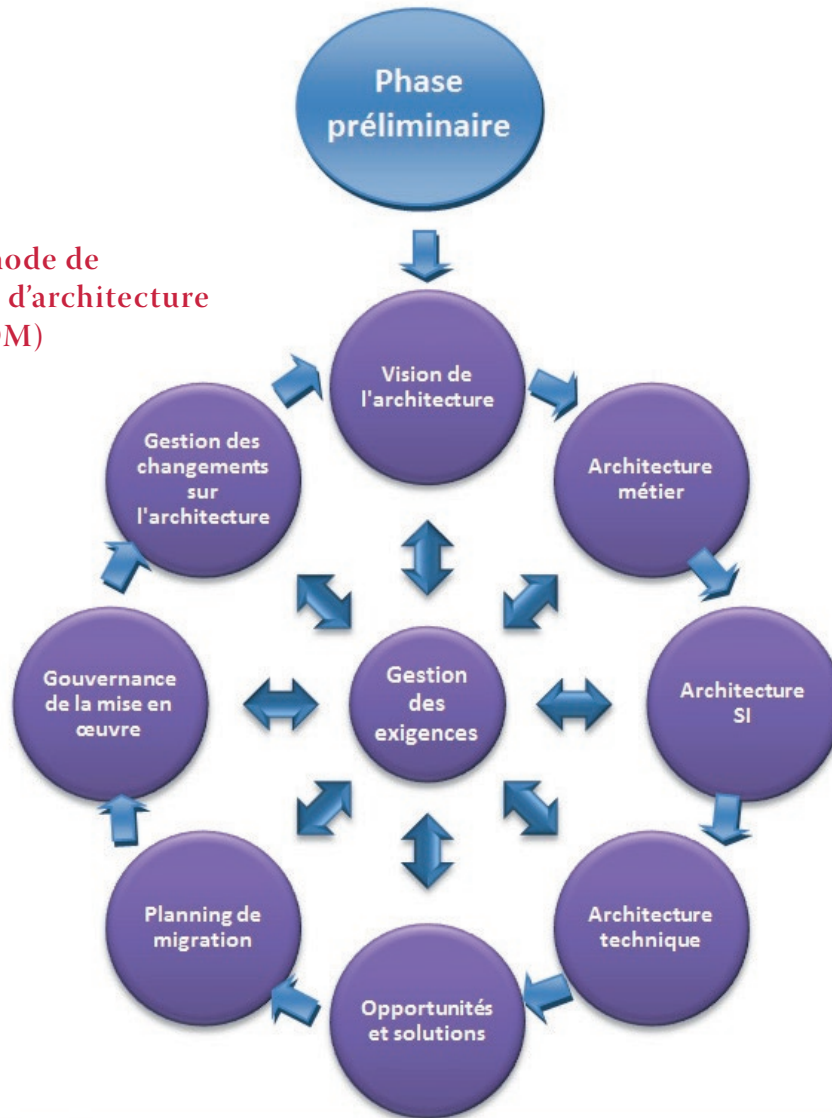 Phase
préliminaire
d'architecture
Vision de
l'architecture
Gestion des
changements
sur
l'architecture
Architecture
métier
Gouvernance
de la mise en
œuvre
Gestion
des
exigences
Architecture
SI
Planning de
migration
Architecture
technique
Opportunités
et solutions